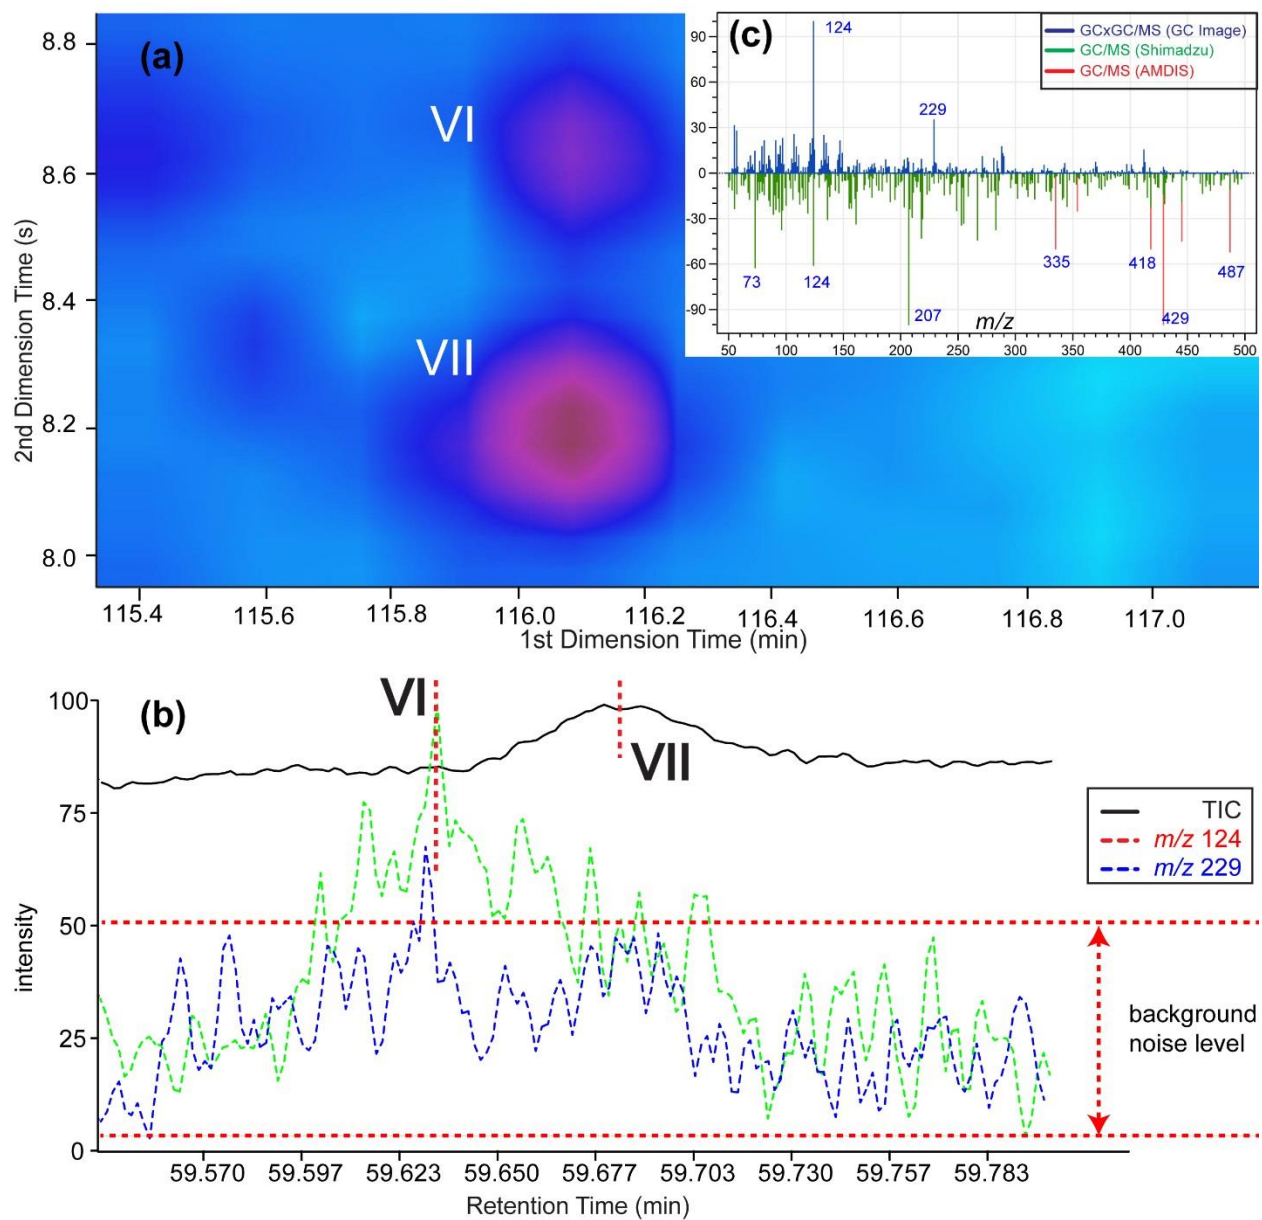 (a)
VI
VII
8.8
8.6
8.4
8.2
8.0
2nd Dimension Time (s)
115.4
115.6
115.8
116.0
116.2
116.4
116.6
116.8
117.0
1st Dimension Time (min)
(c)
GCxGC/MS (GC Image)
GC/MS (Shimadzu)
GC/MS (AMDIS)
90
60
30
0
-30
-60
-90
124
229
73
124
207
335
418
429
487
m/z
50
100
150
200
250
300
350
400
450
500
(b)
VI
VII
100
75
50
25
0
intensity
TIC
m/z 124
m/z 229
background
noise level
59.570
59.597
59.623
59.650
59.677
59.703
59.730
59.757
59.783
Retention Time (min)